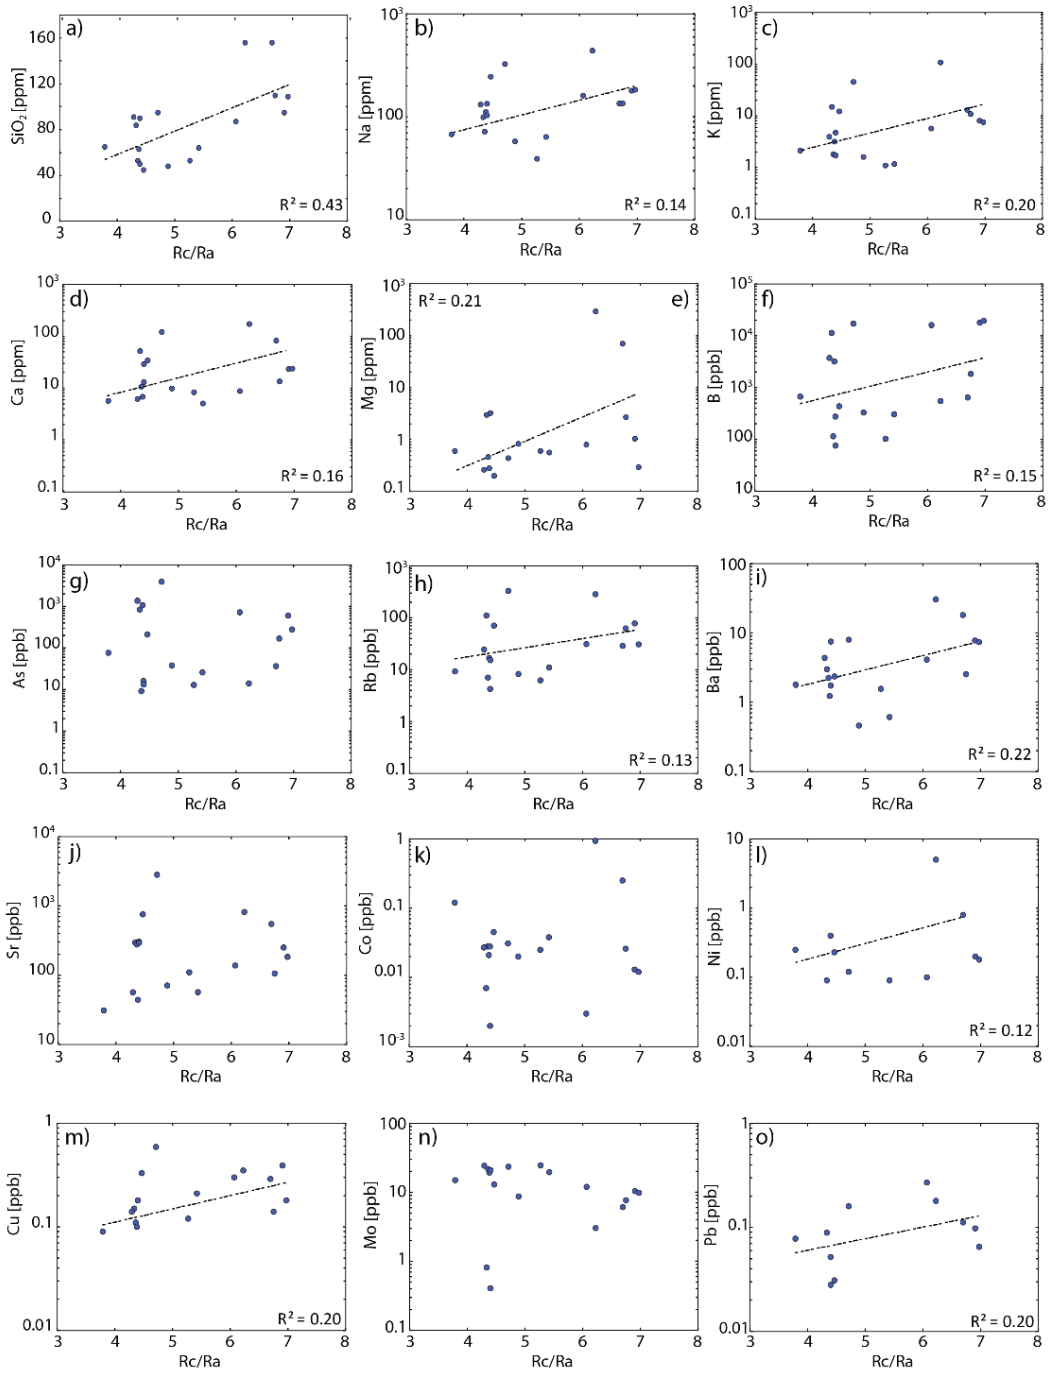 a)
160
120
80
40
0
SiO₂ [ppm]
R² = 0.43
3 4 5 6 7 8
Rc/Ra
b)
10³
100
10
Na [ppm]
R² = 0.14
3 4 5 6 7 8
Rc/Ra
c)
10³
100
10
1
0.1
K [ppm]
R² = 0.20
3 4 5 6 7 8
Rc/Ra
d)
10³
100
10
1
0.1
Ca [ppm]
R² = 0.16
3 4 5 6 7 8
Rc/Ra
e)
R² = 0.21
10³
100
10
1
0.1
Mg [ppm]
3 4 5 6 7 8
Rc/Ra
f)
10⁵
10⁴
10³
100
10
B [ppb]
R² = 0.15
3 4 5 6 7 8
Rc/Ra
g)
10⁴
10³
100
10
1
0.1
As [ppb]
3 4 5 6 7 8
Rc/Ra
h)
10³
100
10
1
0.1
Rb [ppb]
R² = 0.13
3 4 5 6 7 8
Rc/Ra
i)
100
10
1
0.1
Ba [ppb]
R² = 0.22
3 4 5 6 7 8
Rc/Ra
j)
10⁴
10³
100
10
Sr [ppb]
3 4 5 6 7 8
Rc/Ra
k)
1
0.1
0.01
10⁻³
Co [ppb]
3 4 5 6 7 8
Rc/Ra
l)
10
1
0.1
0.01
Ni [ppb]
R² = 0.12
3 4 5 6 7 8
Rc/Ra
m)
1
0.1
0.01
Cu [ppb]
R² = 0.20
3 4 5 6 7 8
Rc/Ra
n)
100
10
1
0.1
Mo [ppb]
3 4 5 6 7 8
Rc/Ra
o)
1
0.1
0.01
Pb [ppb]
R² = 0.20
3 4 5 6 7 8
Rc/Ra